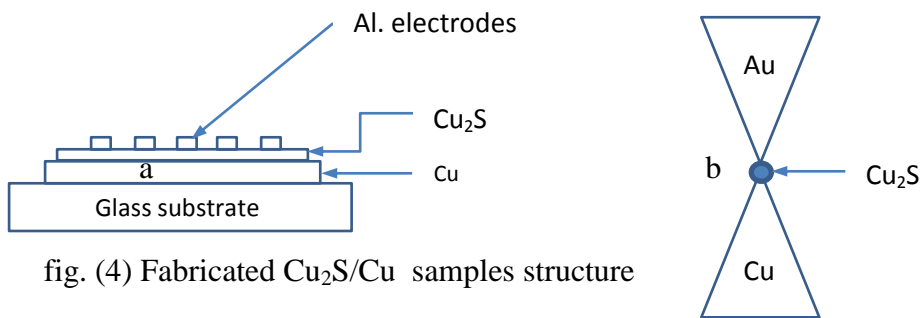 Al. electrodes
Cu₂S
a
Cu
Glass substrate
fig. (4) Fabricated Cu₂S/Cu samples structure
Au
b
Cu₂S
Cu